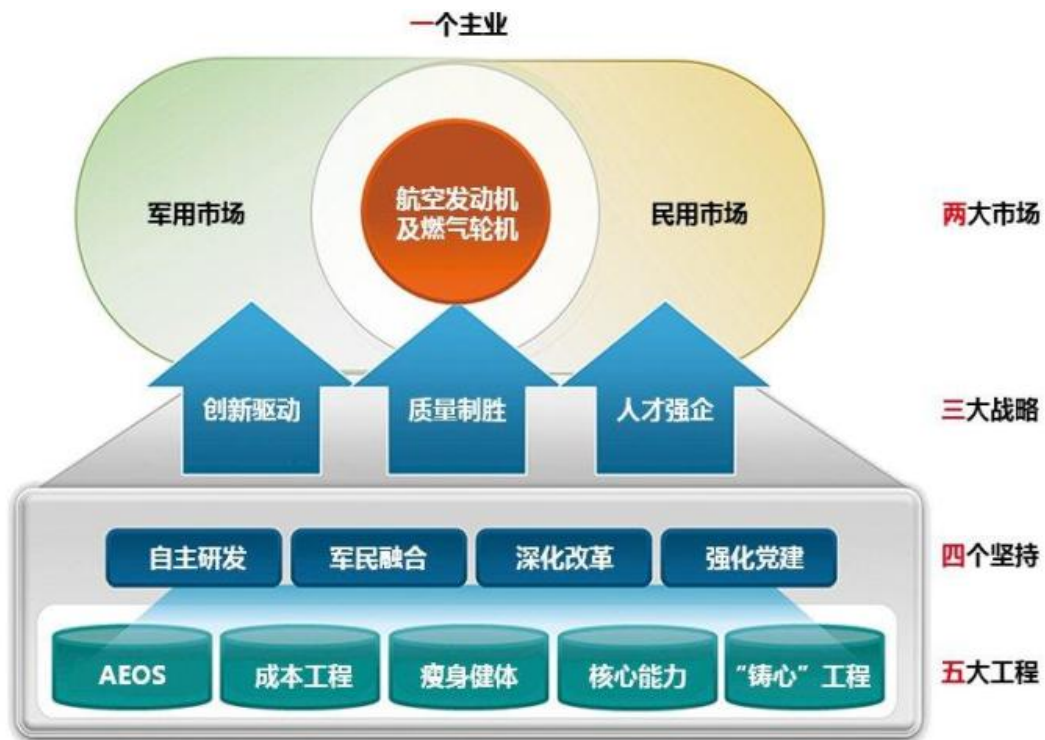 一个主业
军用市场
航空发动机
及燃气轮机
民用市场
两大市场
创新驱动
质量制胜
人才强企
三大战略
自主研发
军民融合
深化改革
强化党建
四个坚持
AEOS
成本工程
瘦身健体
核心能力
“铸心”工程
五大工程